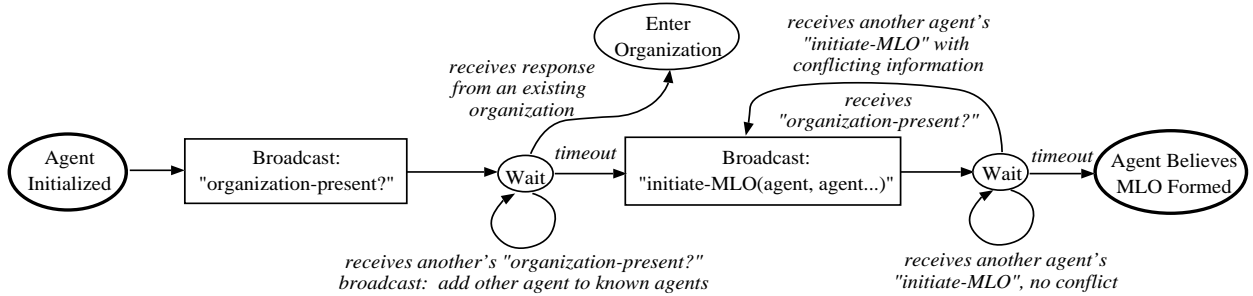 Enter
Organization
receives another agent's
"initiate-MLO" with
conflicting information
receives response
from an existing
organization
receives
"organization-present?"
Agent
Initialized
Broadcast:
"organization-present?"
Wait
timeout
Broadcast:
"initiate-MLO(agent, agent...)"
Wait
timeout
Agent Believes
MLO Formed
receives another's "organization-present?"
broadcast:  add other agent to known agents
receives another agent's
"initiate-MLO", no conflict